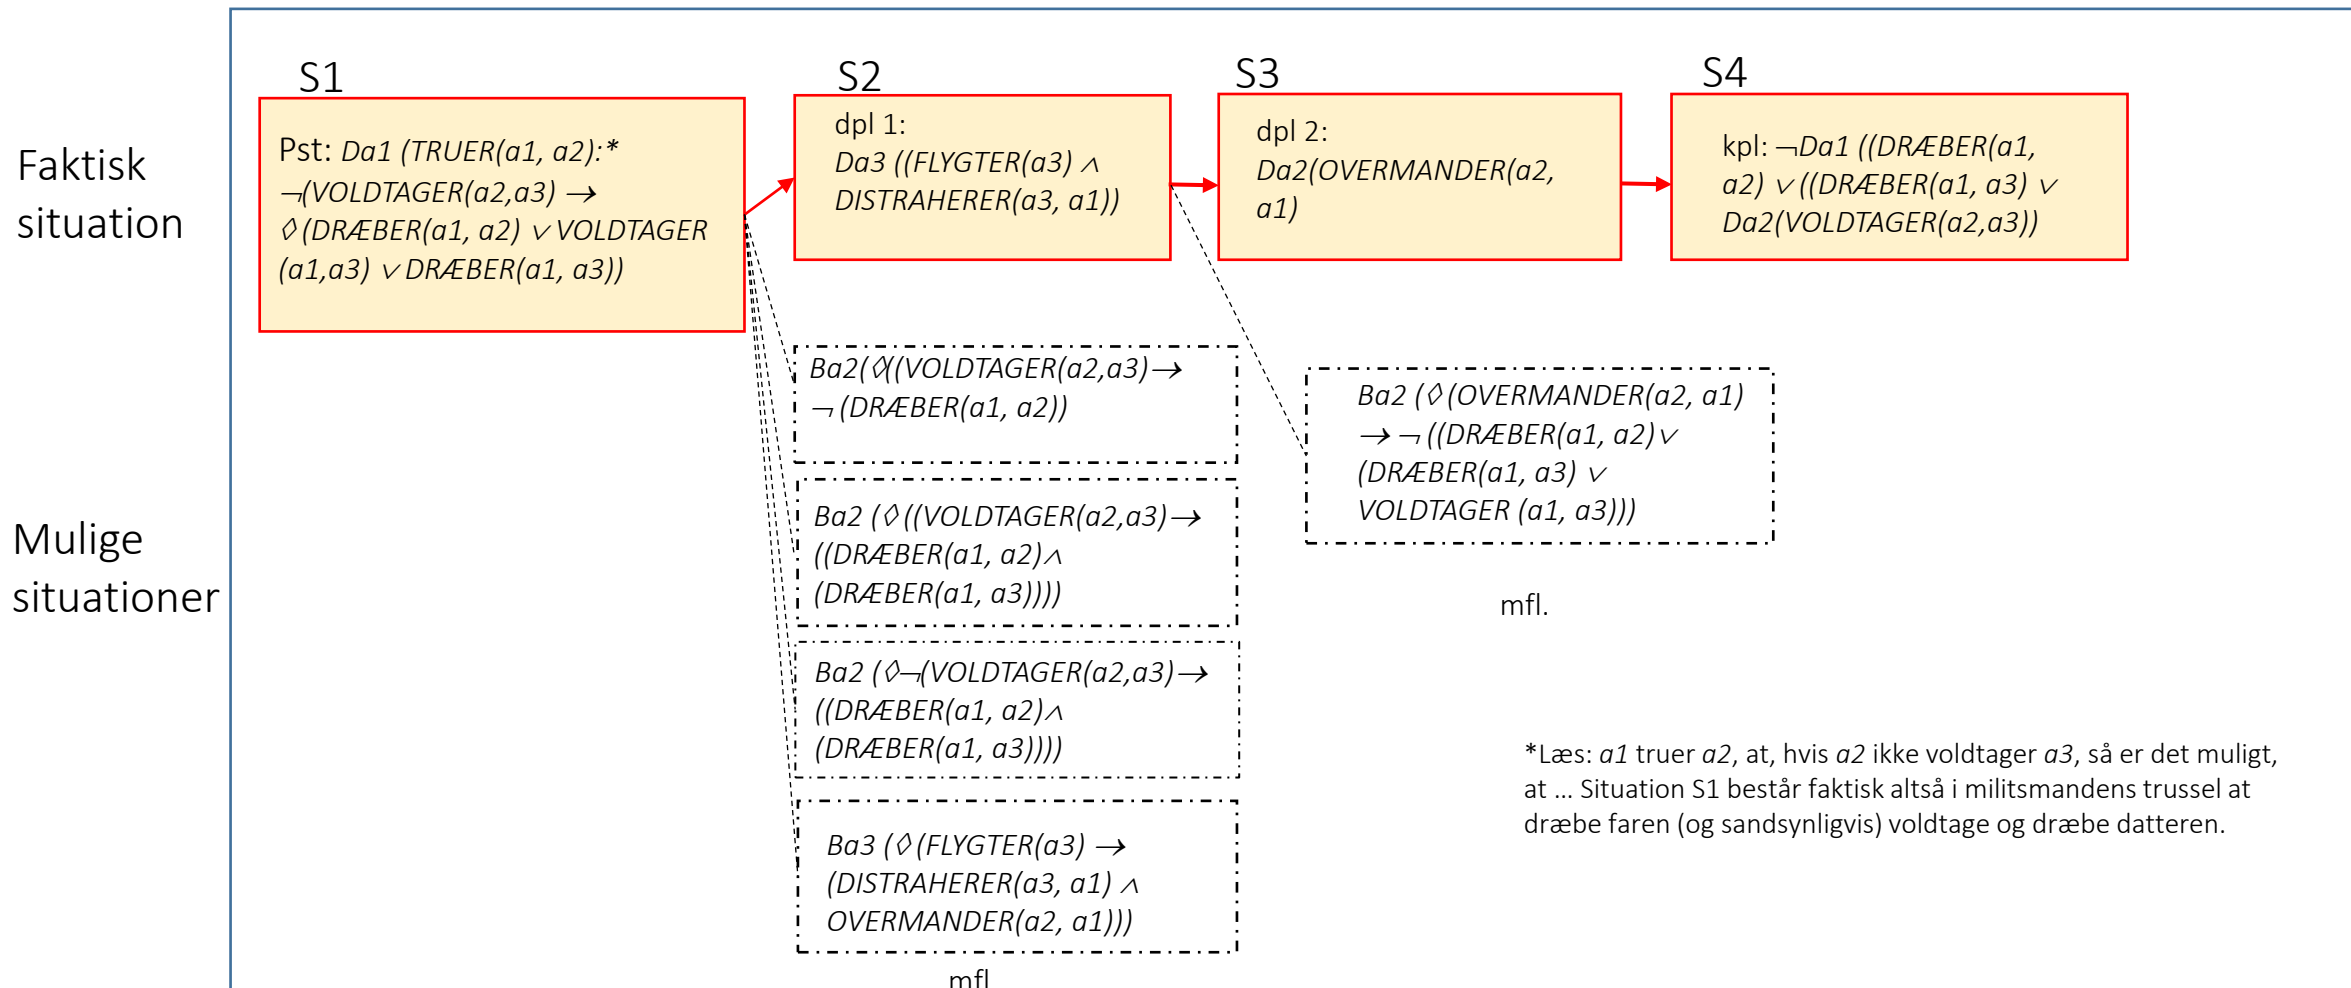 Faktisk
situation
S1
Pst: Da1 (TRUER(a1, a2):*
¬(VOLDTAGER(a2,a3) →
◊ (DRÆBER(a1, a2) ∨ VOLDTAGER
(a1,a3) ∨ DRÆBER(a1, a3))
S2
dpl 1:
Da3 ((FLYGTER(a3) ∧
DISTRAHERER(a3, a1))
S3
dpl 2:
Da2(OVERMANDER(a2,
a1)
S4
kpl: ¬Da1 ((DRÆBER(a1,
a2) ∨ ((DRÆBER(a1, a3) ∨
Da2(VOLDTAGER(a2,a3))
Mulige
situationer
Ba2(◊((VOLDTAGER(a2,a3)→
¬ (DRÆBER(a1, a2))
Ba2 (◊ ((VOLDTAGER(a2,a3)→
((DRÆBER(a1, a2)∧
(DRÆBER(a1, a3))))
Ba2 (◊¬(VOLDTAGER(a2,a3)→
((DRÆBER(a1, a2)∧
(DRÆBER(a1, a3))))
Ba3 (◊ (FLYGTER(a3) →
(DISTRAHERER(a3, a1) ∧
OVERMANDER(a2, a1)))
mfl
Ba2 (◊ (OVERMANDER(a2, a1)
→ ¬ ((DRÆBER(a1, a2)∨
(DRÆBER(a1, a3) ∨
VOLDTAGER (a1, a3)))
mfl.
*Læs: a1 truer a2, at, hvis a2 ikke voldtager a3, så er det muligt,
at ... Situation S1 består faktisk altså i militsmandens trussel at
dræbe faren (og sandsynligvis) voldtage og dræbe datteren.